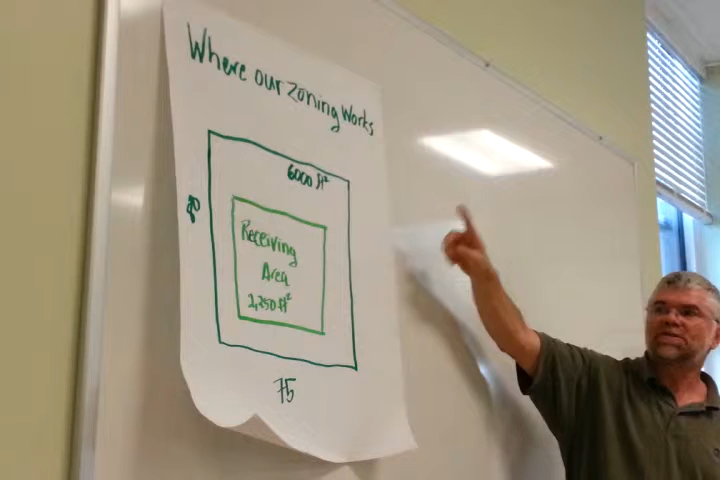 Where our zoning works
6000 ft²
80
Receiving
Area
2,250 ft²
75